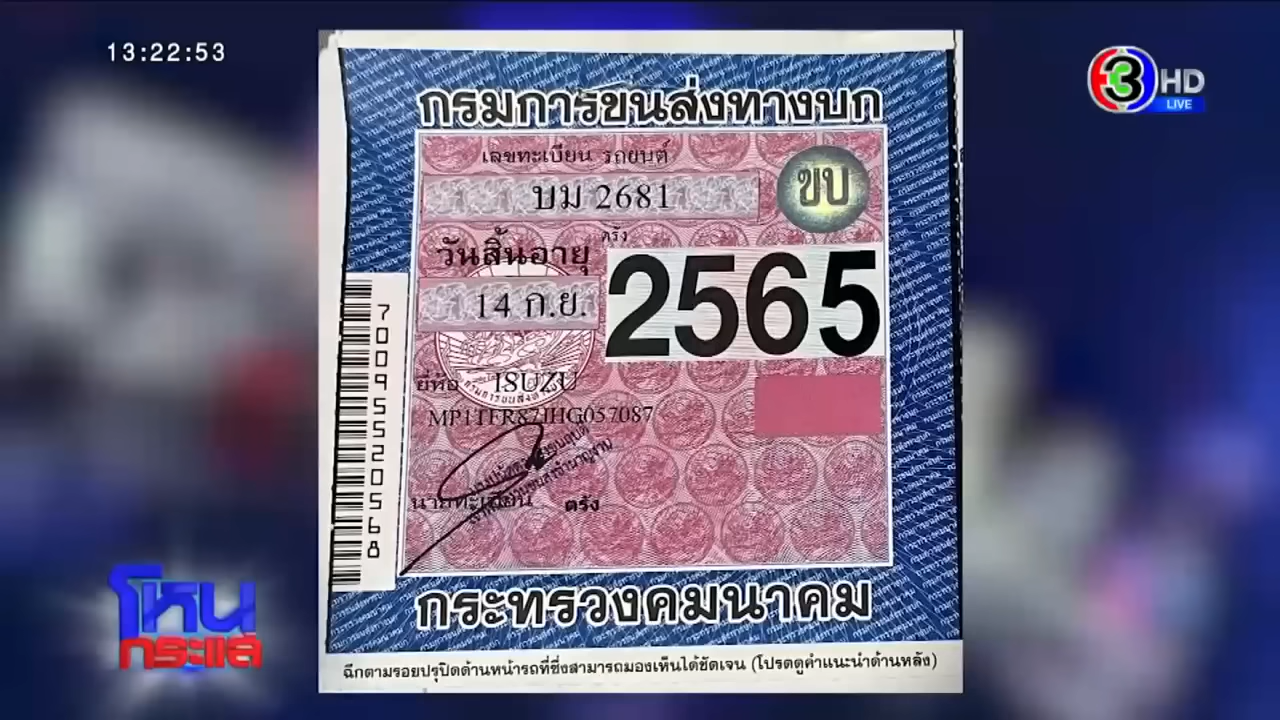 13:22:53
3 HD
LIVE
กรมการขนส่งทางบก
เลขทะเบียน รถยนต์
บม 2681
ขบ
ตรัง
วันสิ้นอายุ
14 ก.ย.
2565
ยี่ห้อ ISUZU
MP1TFR87JHG057087
นายทะเบียน ตรัง
70095520568
กระทรวงคมนาคม
ฉีกตามรอยปรุปิดด้านหน้ารถที่ซึ่งสามารถมองเห็นได้ชัดเจน (โปรดดูคำแนะนำด้านหลัง)
โหน
กระแส